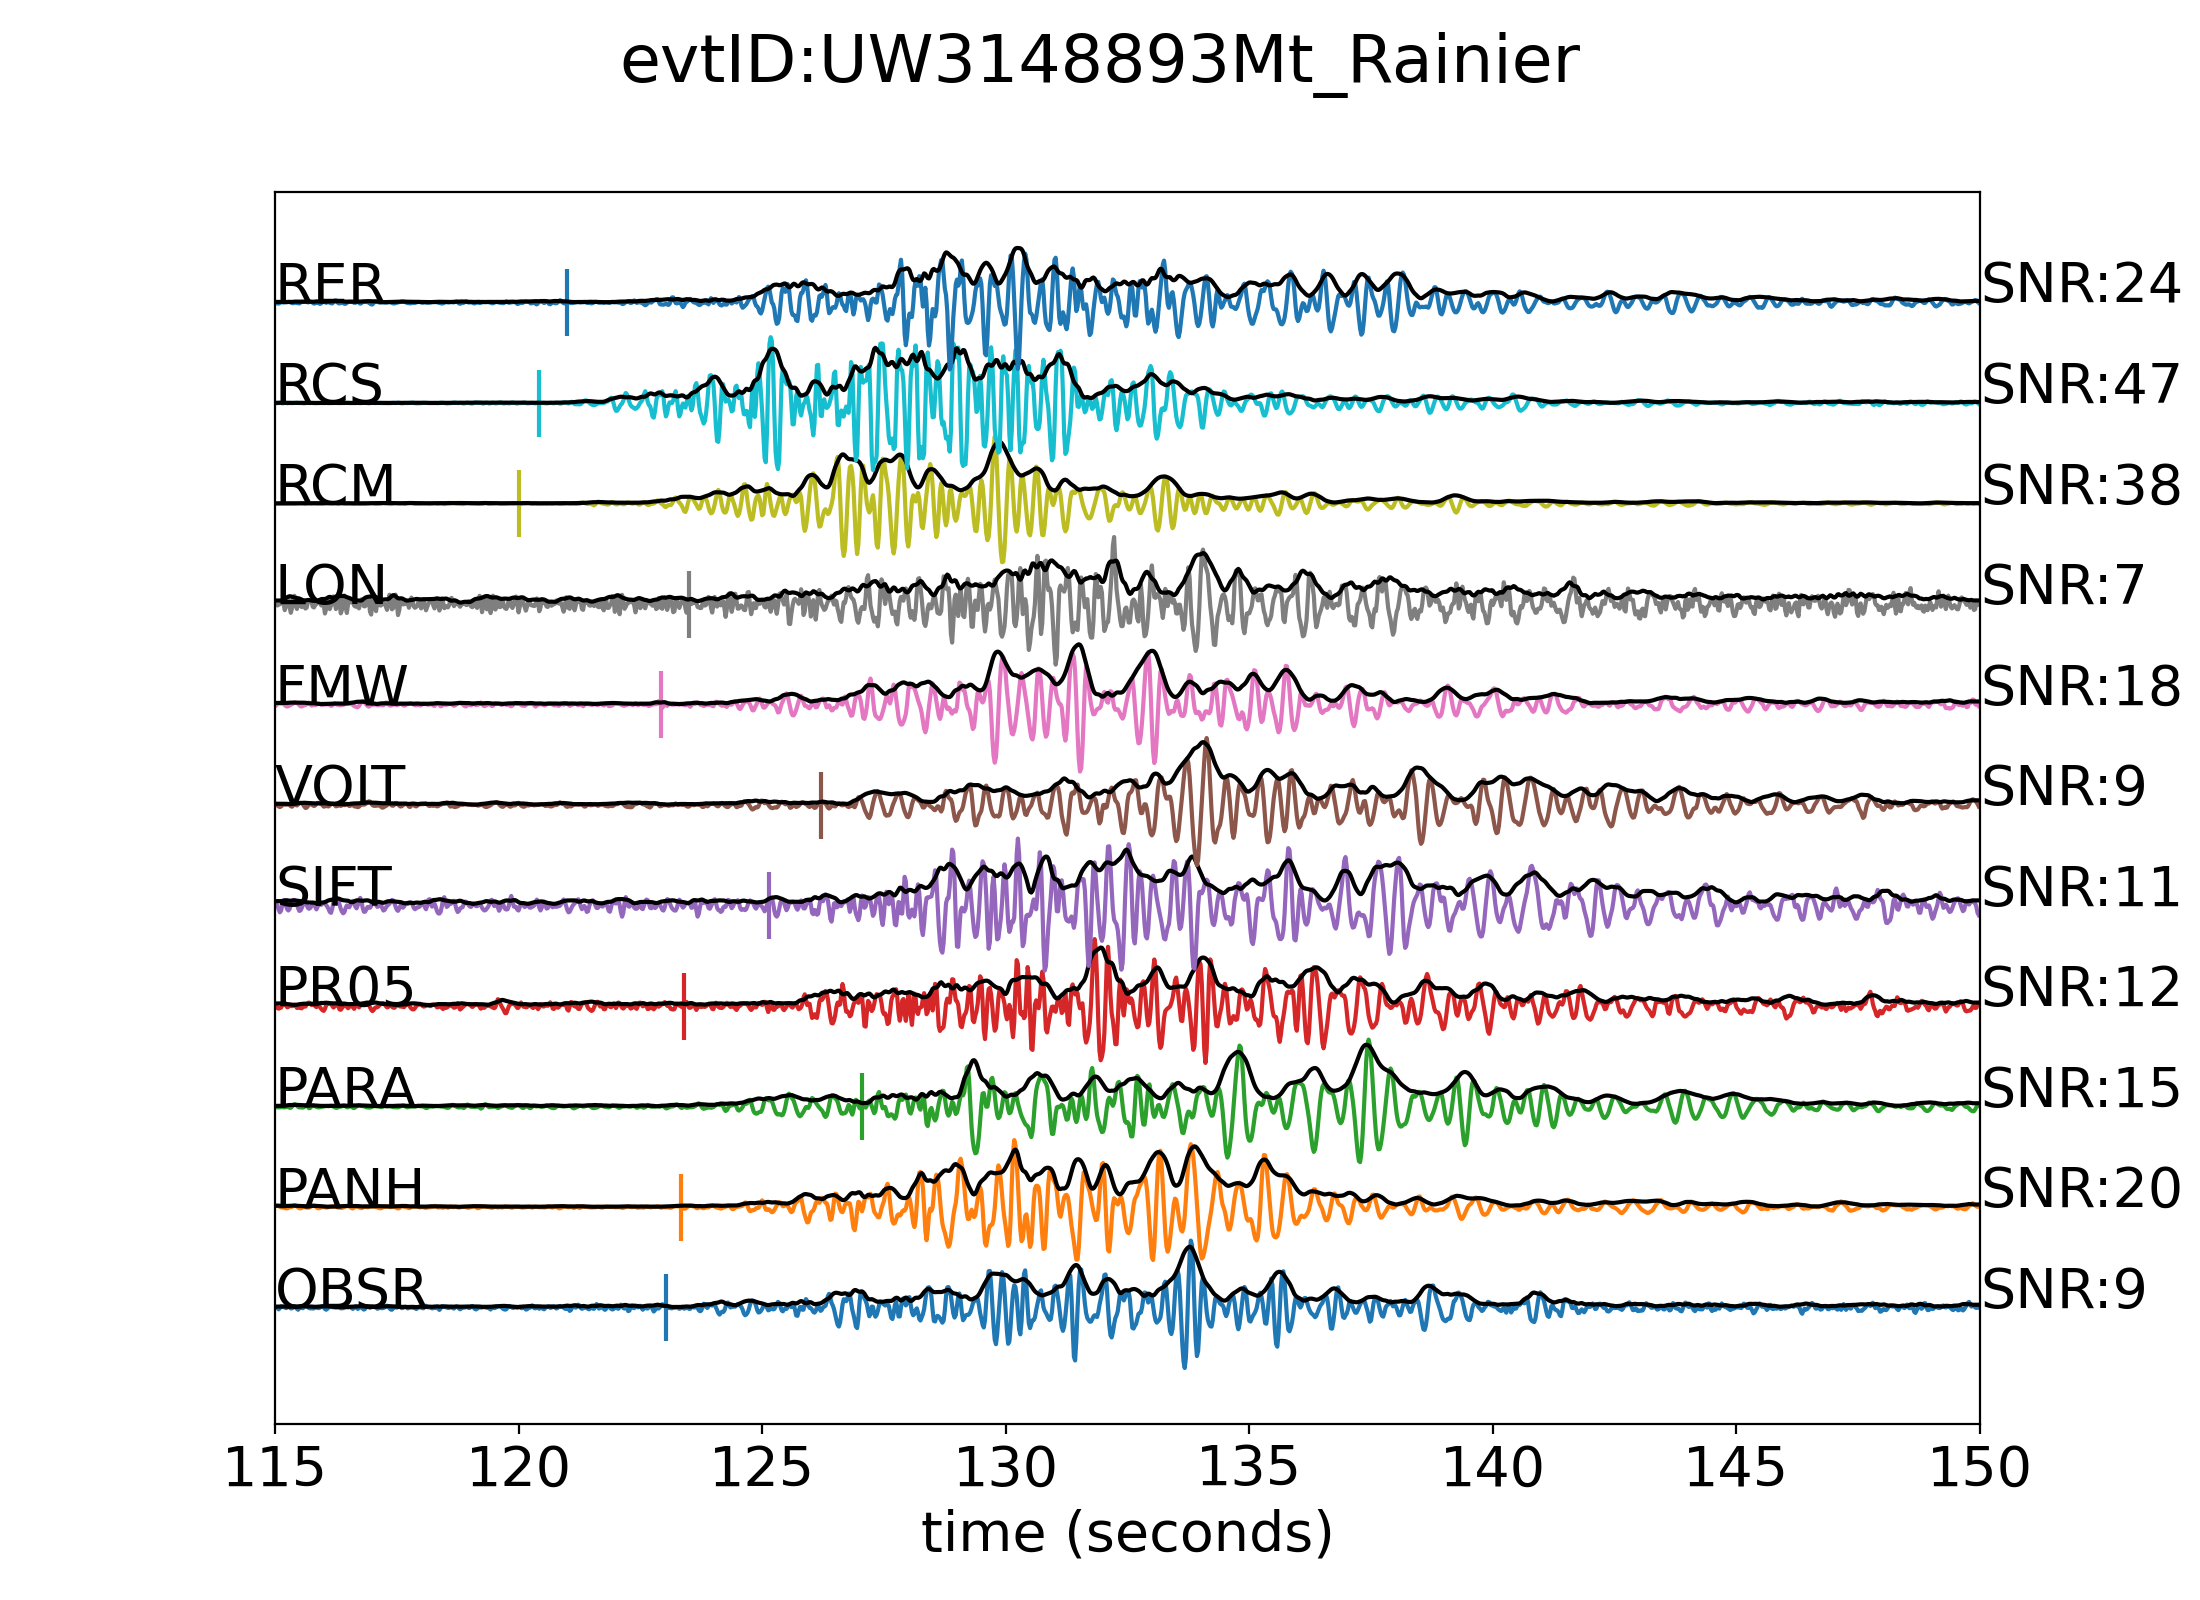 evtID:UW3148893Mt_Rainier
RER SNR:24
RCS SNR:47
RCM SNR:38
LON SNR:7
FMW SNR:18
VOIT SNR:9
SIFT SNR:11
PR05 SNR:12
PARA SNR:15
PANH SNR:20
OBSR SNR:9
115 120 125 130 135 140 145 150
time (seconds)